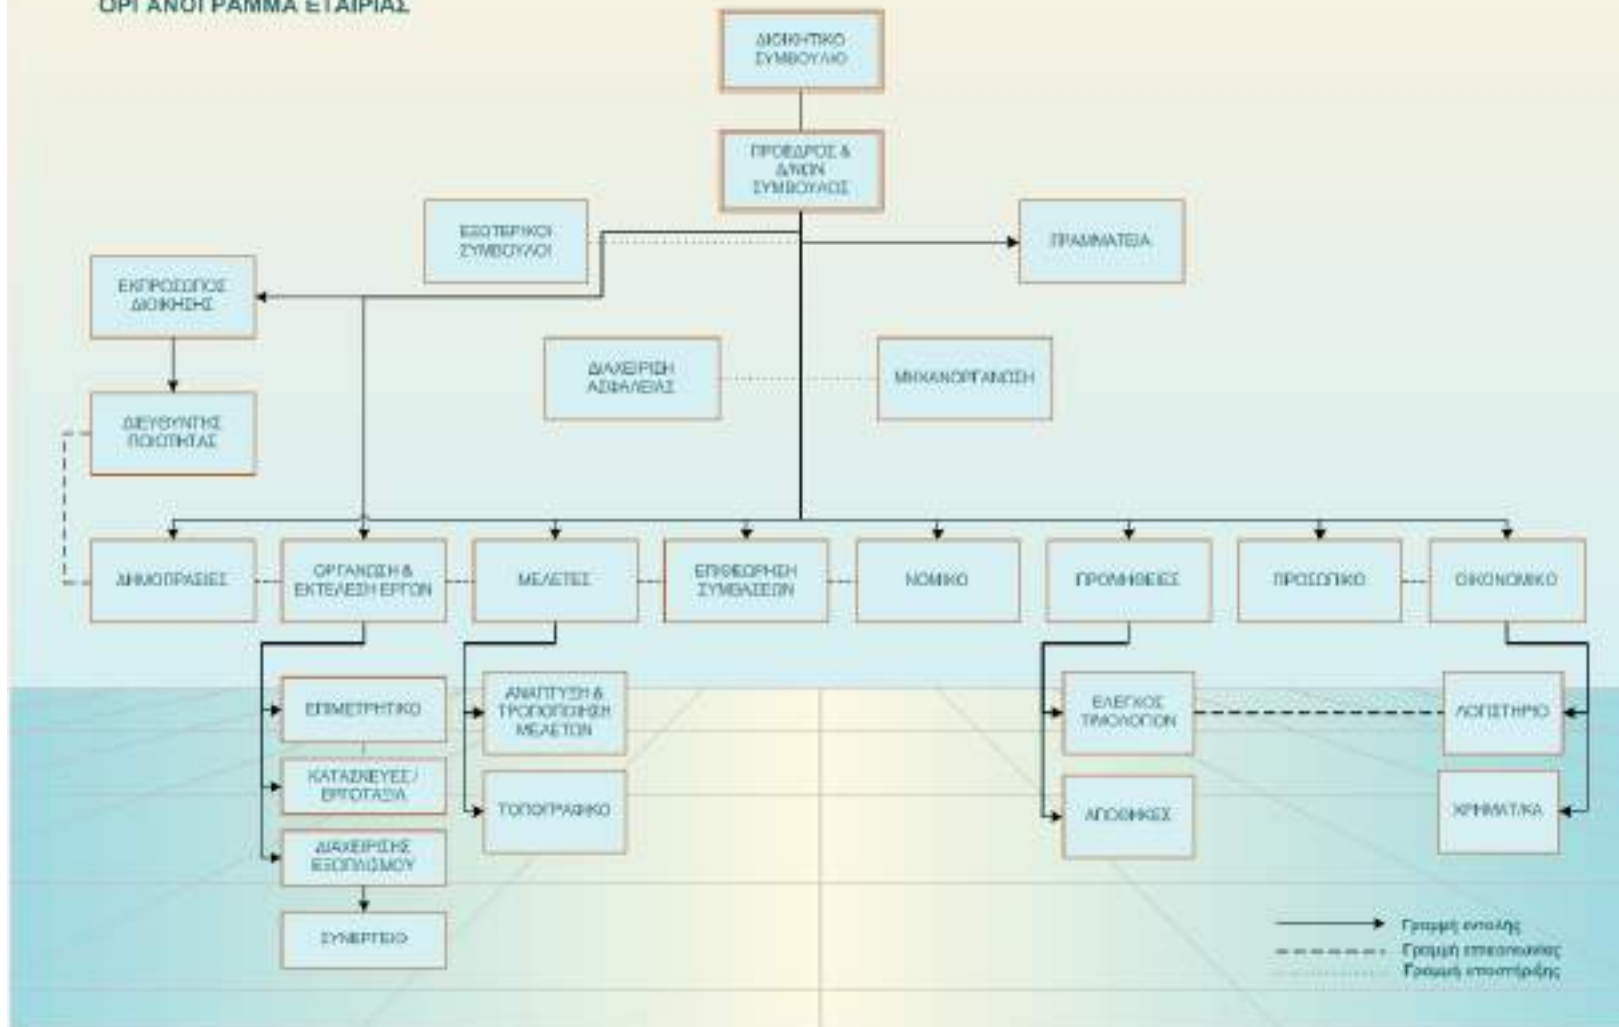 ΟΡΓΑΝΟΓΡΑΜΜΑ ΕΤΑΙΡΙΑΣ
ΔΙΟΙΚΗΤΙΚΟ
ΣΥΜΒΟΥΛΙΟ
ΠΡΟΕΔΡΟΣ &
Δ/ΝΩΝ
ΣΥΜΒΟΥΛΟΣ
ΕΞΩΤΕΡΙΚΟΙ
ΣΥΜΒΟΥΛΟΙ
ΓΡΑΜΜΑΤΕΙΑ
ΕΚΠΡΟΣΩΠΟΣ
ΔΙΟΙΚΗΣΗΣ
ΔΙΑΧΕΙΡΙΣΗ
ΑΣΦΑΛΕΙΑΣ
ΜΗΧΑΝΟΡΓΑΝΩΣΗ
ΔΙΕΥΘΥΝΤΗΣ
ΠΟΙΟΤΗΤΑΣ
ΔΗΜΟΠΡΑΣΙΕΣ
ΟΡΓΑΝΩΣΗ &
ΕΚΤΕΛΕΣΗ ΕΡΓΩΝ
ΜΕΛΕΤΕΣ
ΕΠΙΘΕΩΡΗΣΗ
ΣΥΜΒΑΣΕΩΝ
ΝΟΜΙΚΟ
ΠΡΟΜΗΘΕΙΕΣ
ΠΡΟΣΩΠΙΚΟ
ΟΙΚΟΝΟΜΙΚΟ
ΕΠΙΜΕΤΡΗΤΙΚΟ
ΑΝΑΠΤΥΞΗ &
ΤΡΟΠΟΠΟΙΗΣΗ
ΜΕΛΕΤΩΝ
ΕΛΕΓΧΟΣ
ΤΙΜΟΛΟΓΙΩΝ
ΛΟΓΙΣΤΗΡΙΟ
ΚΑΤΑΣΚΕΥΕΣ /
ΕΡΓΟΤΑΞΙΑ
ΤΟΠΟΓΡΑΦΙΚΟ
ΑΠΟΘΗΚΕΣ
ΧΡΗΜΑΤ/ΚΑ
ΔΙΑΧΕΙΡΙΣΗΣ
ΕΞΟΠΛΙΣΜΟΥ
ΣΥΝΕΡΓΕΙΟ
Γραμμή εντολής
Γραμμή επικοινωνίας
Γραμμή υποστήριξης